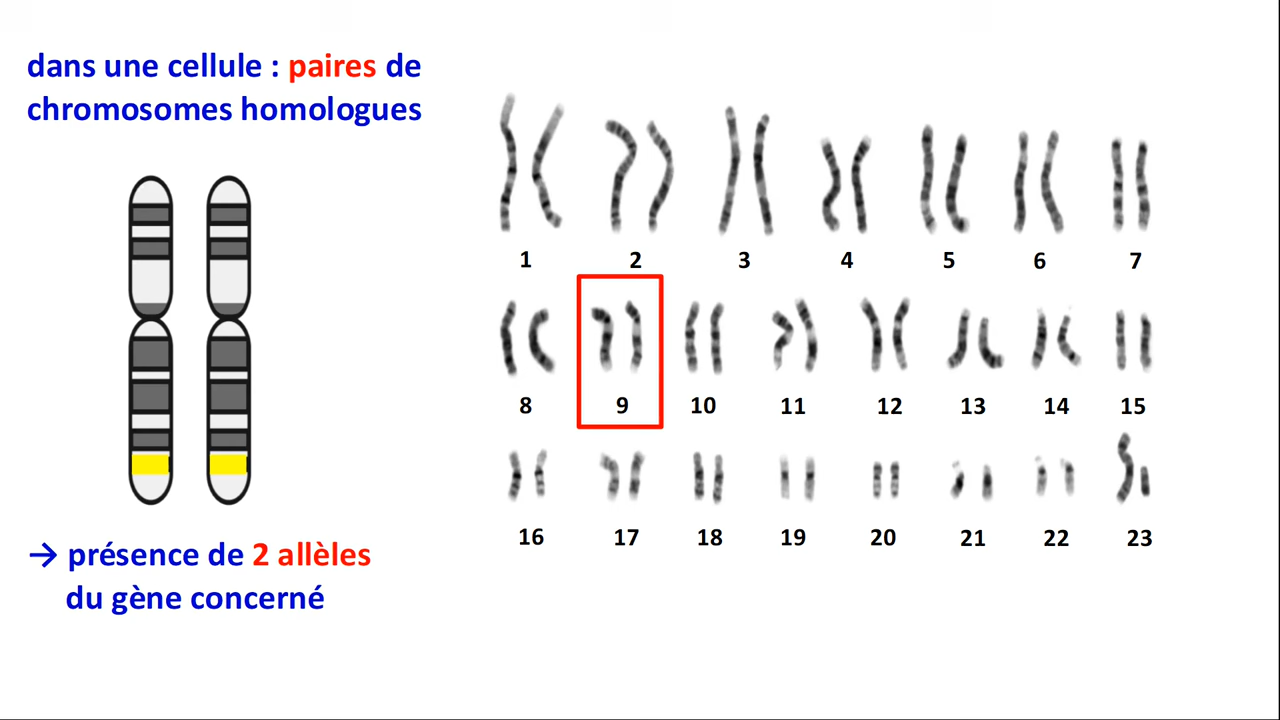 dans une cellule : paires de
chromosomes homologues
1 2 3 4 5 6 7
8 9 10 11 12 13 14 15
16 17 18 19 20 21 22 23
→ présence de 2 allèles
du gène concerné